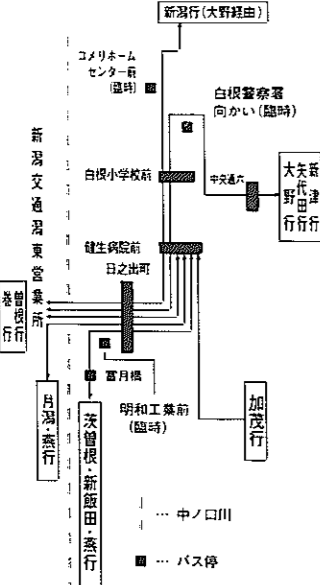 新潟行(大野経由)
コメリホーム
センター前
(臨時)
白根警察署
向かい(臨時)
新潟交通潟東営業所
白根小学校前
中央通六
新津行
矢代田行
大野行
健生病院前
日之出町
曽根行
巻行
月潟・燕行
富月橋
茨曽根・新飯田・燕行
明和工業前
(臨時)
加茂行
… 中ノ口川
… バス停